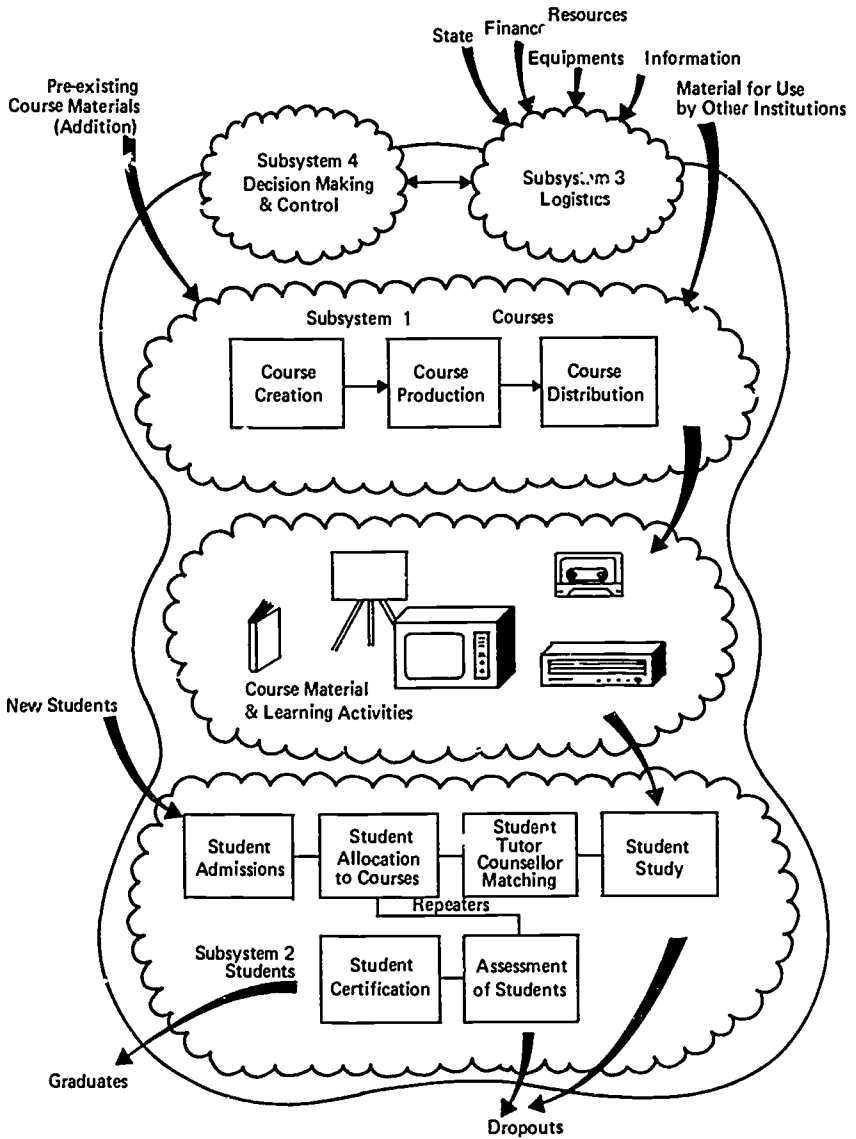 Resources
State Financr
Equipments Information
Pre-existing
Course Materials
(Addition)
Material for Use
by Other Institutions
Subsystem 4
Decision Making
& Control
Subsystem 3
Logistics
Subsystem 1 Courses
Course
Creation
Course
Production
Course
Distribution
Course Material
& Learning Activities
New Students
Student
Admissions
Student
Allocation
to Courses
Student
Tutor
Counsellor
Matching
Student
Study
Repeaters
Subsystem 2
Students
Student
Certification
Assessment
of Students
Graduates
Dropouts